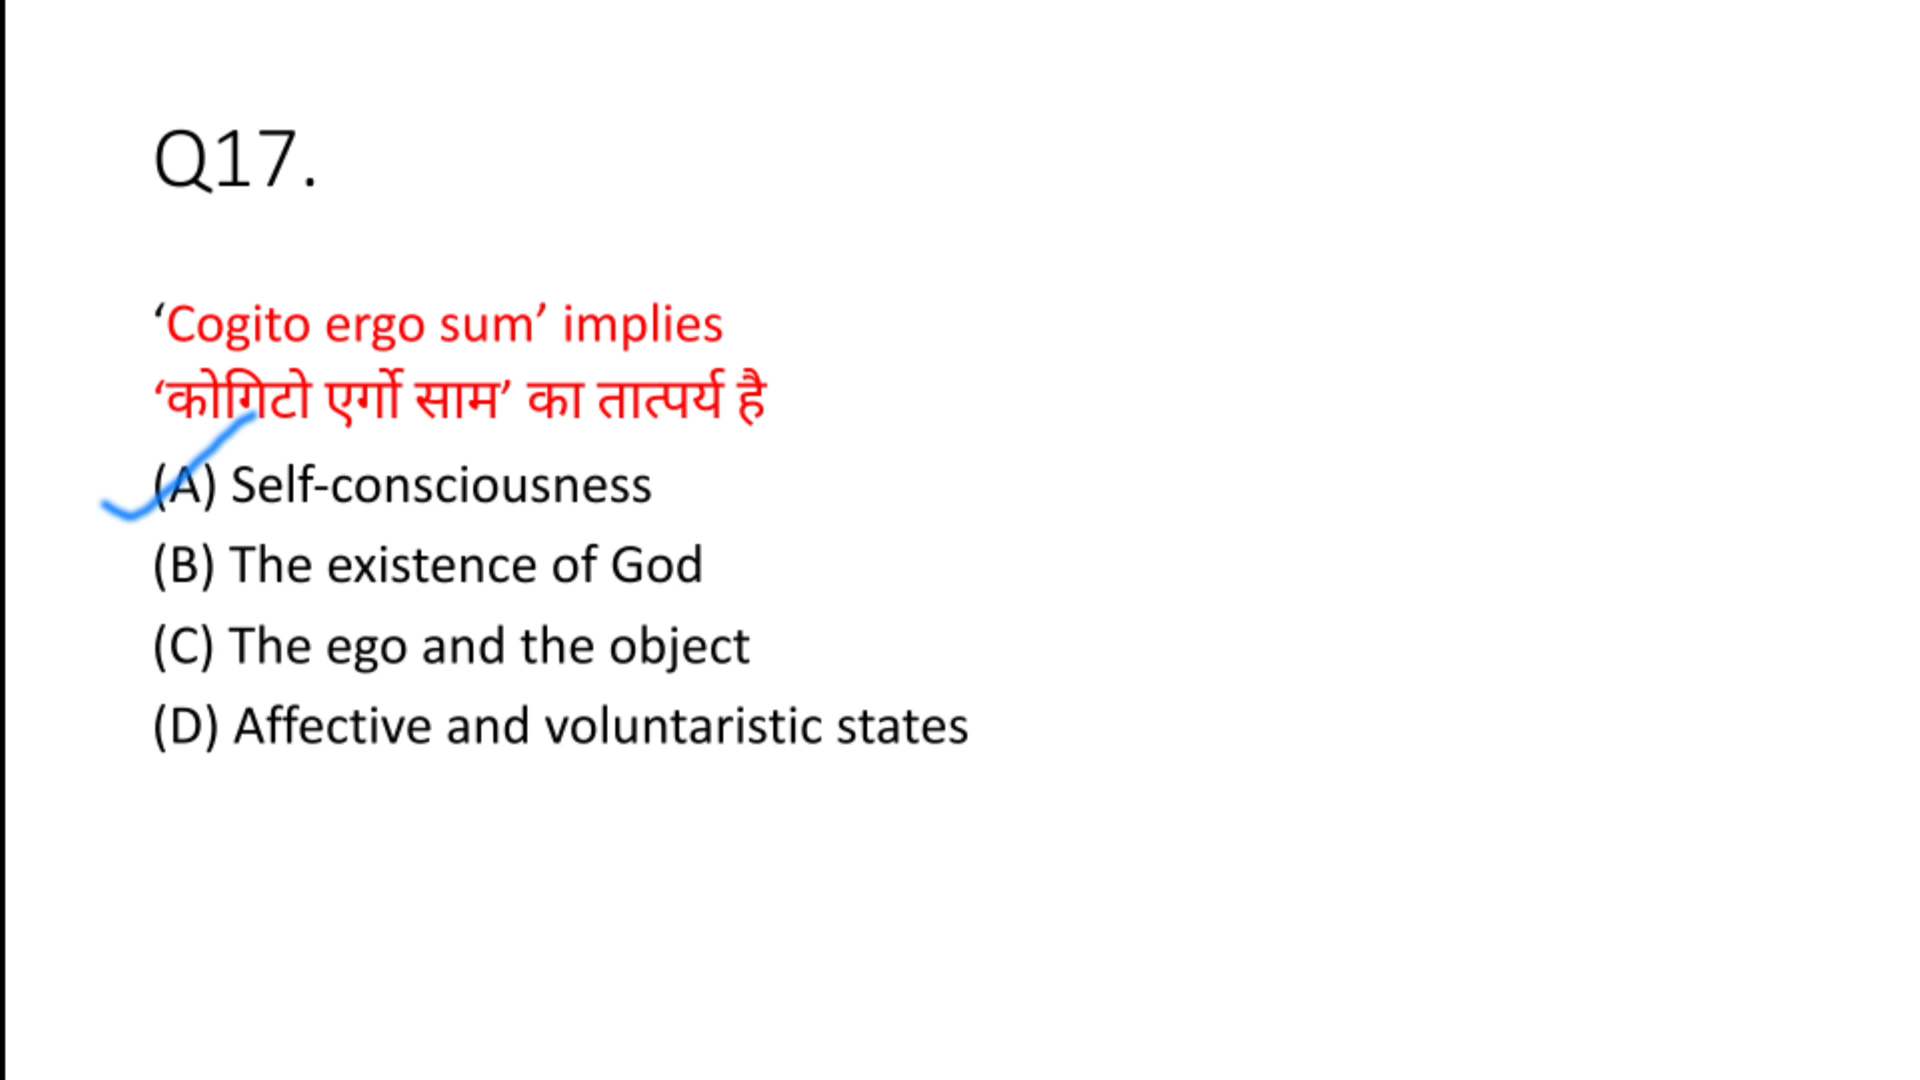 Q17.
‘Cogito ergo sum’ implies
‘कोगिटो एर्गो साम’ का तात्पर्य है
(A) Self-consciousness
(B) The existence of God
(C) The ego and the object
(D) Affective and voluntaristic states